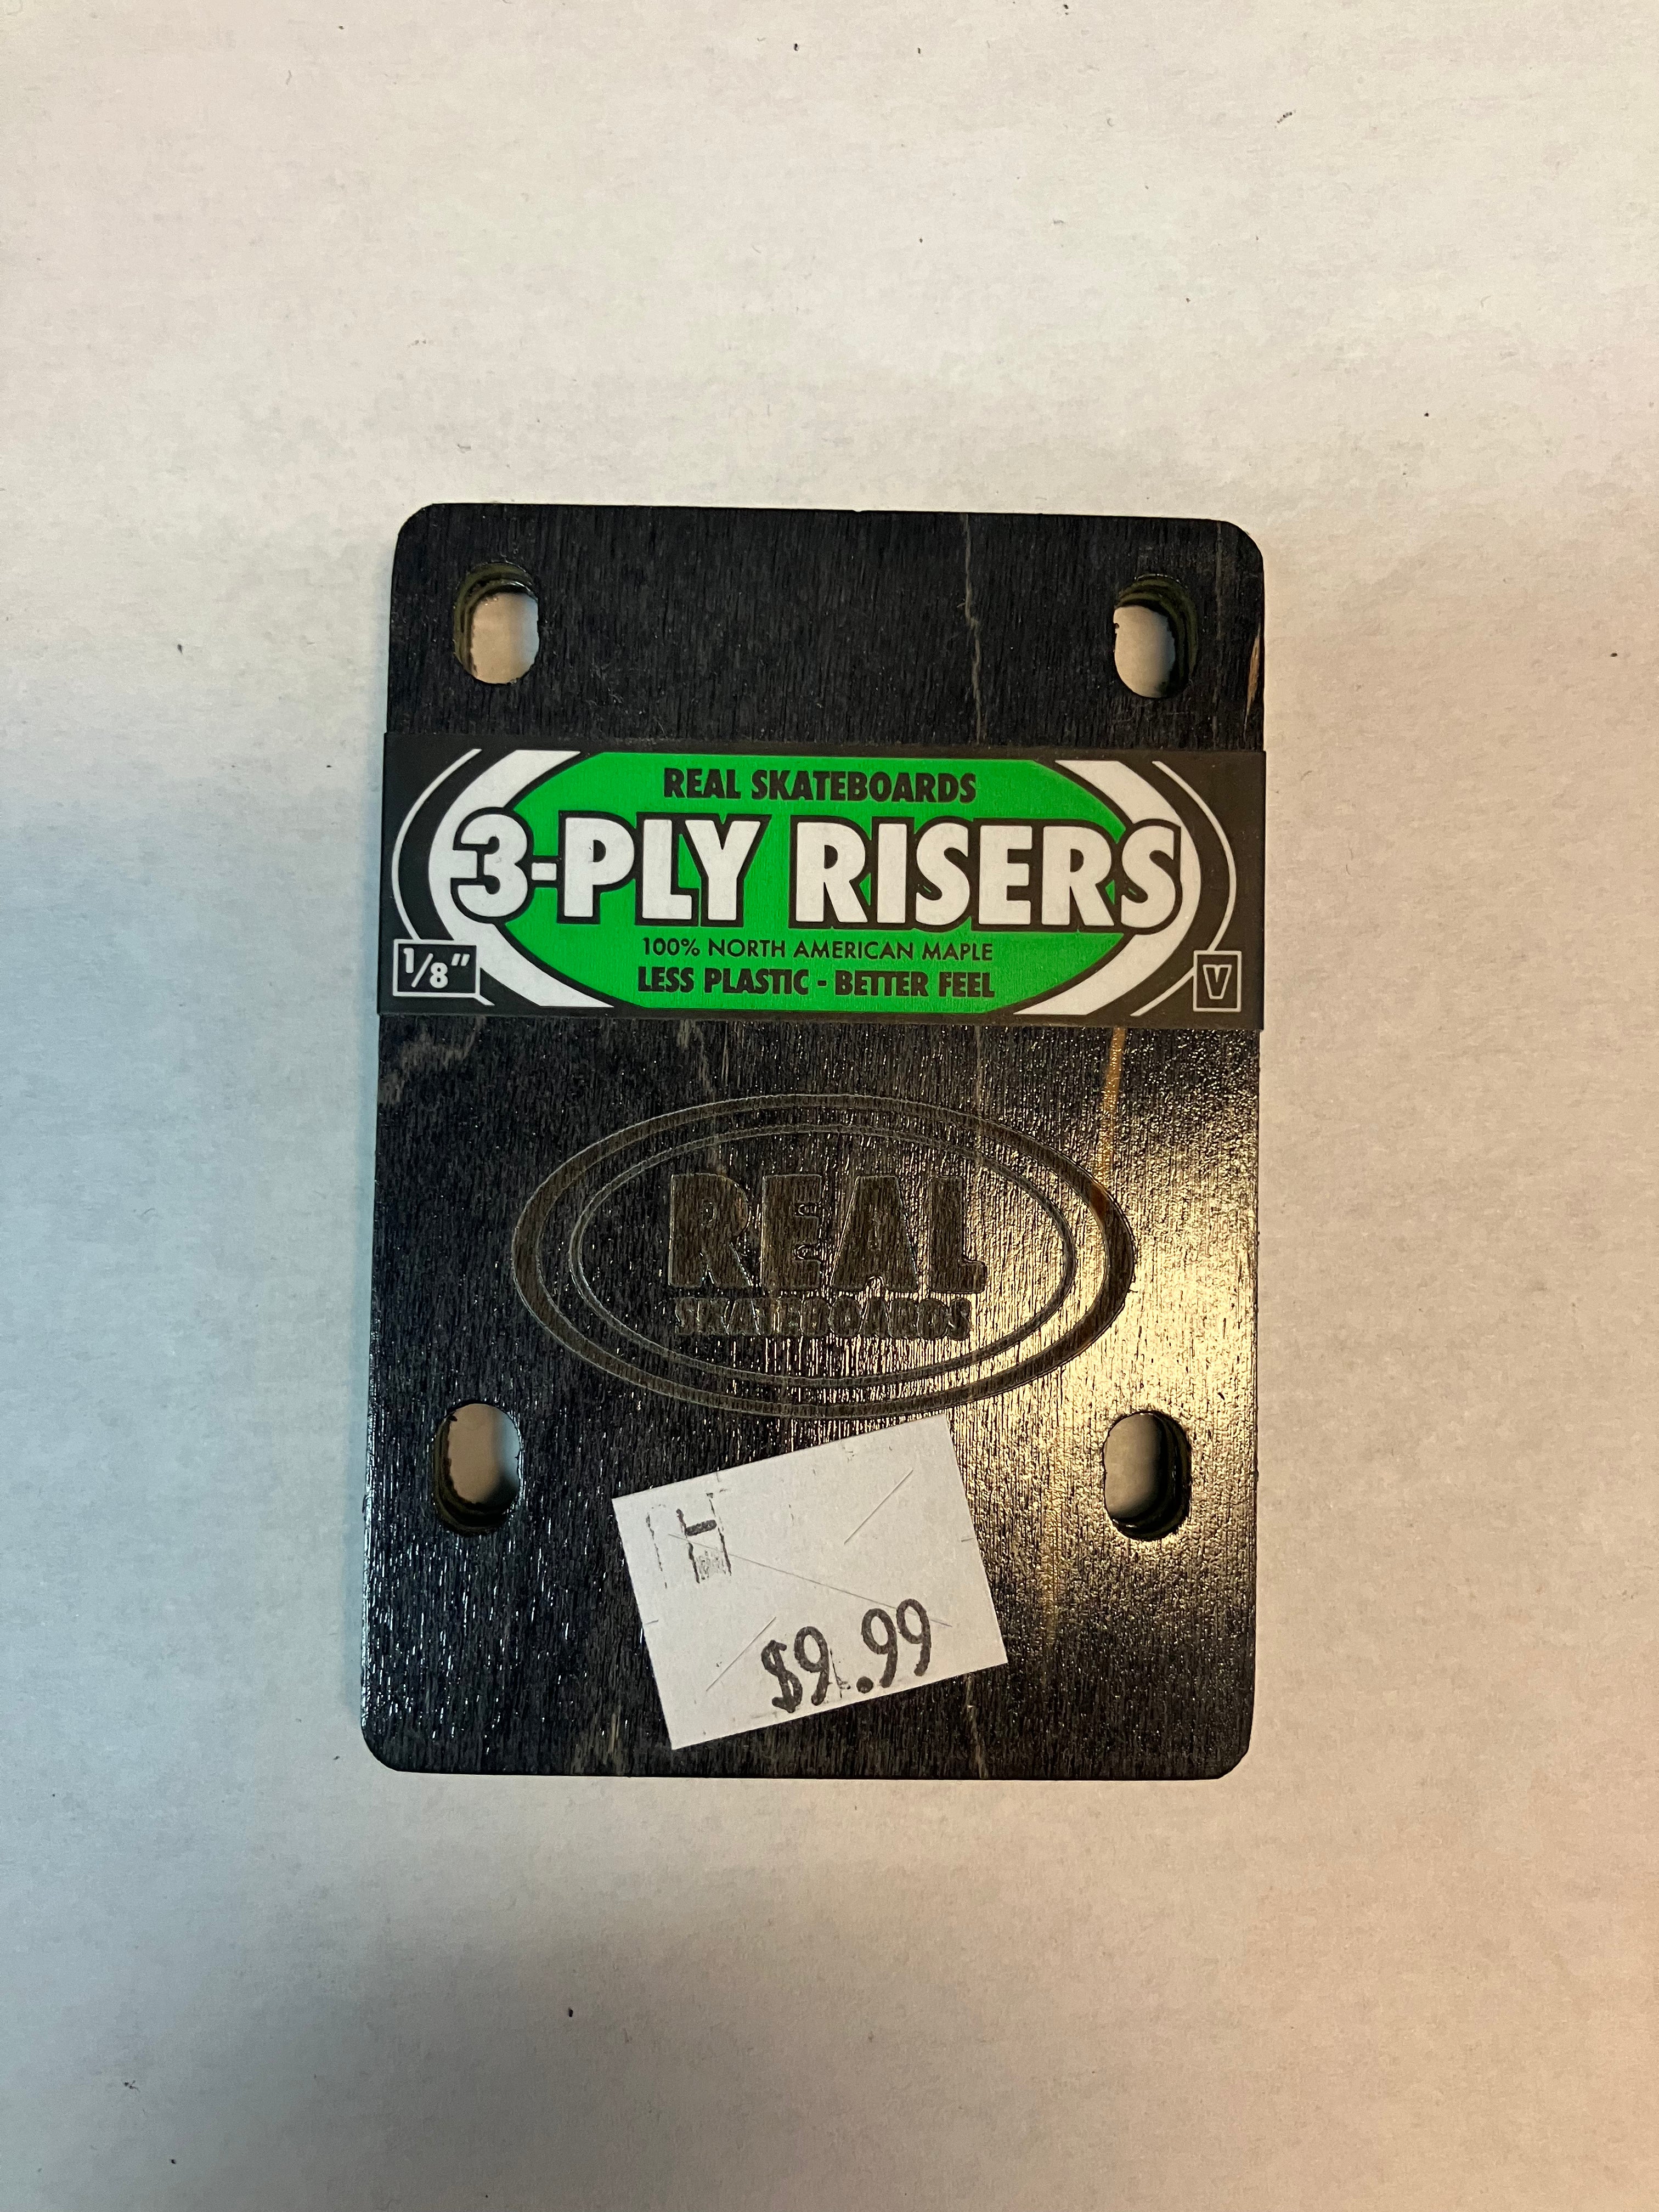 REAL SKATEBOARDS
3-PLY RISERS
100% NORTH AMERICAN MAPLE
LESS PLASTIC - BETTER FEEL
1/8"
V
REAL
SKATEBOARDS
$9.99